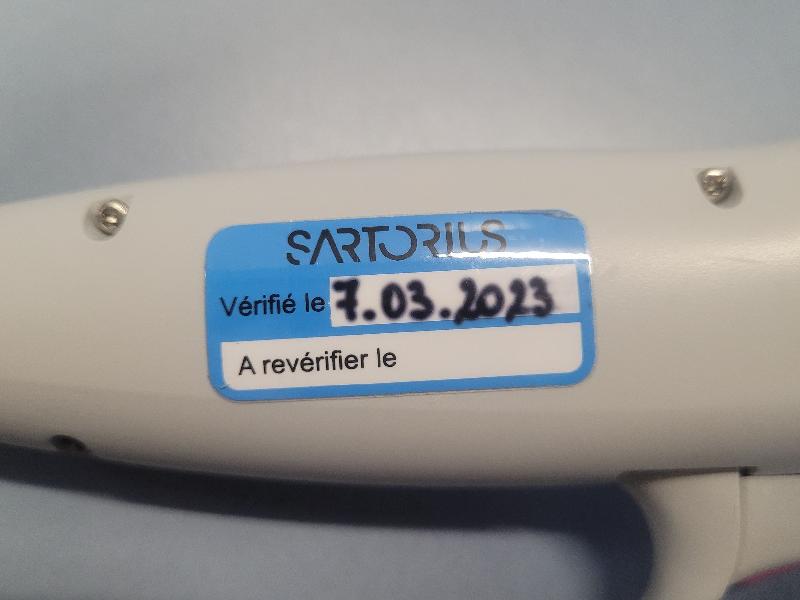 SARTORIUS
Vérifié le 7.03.2023
A revérifier le